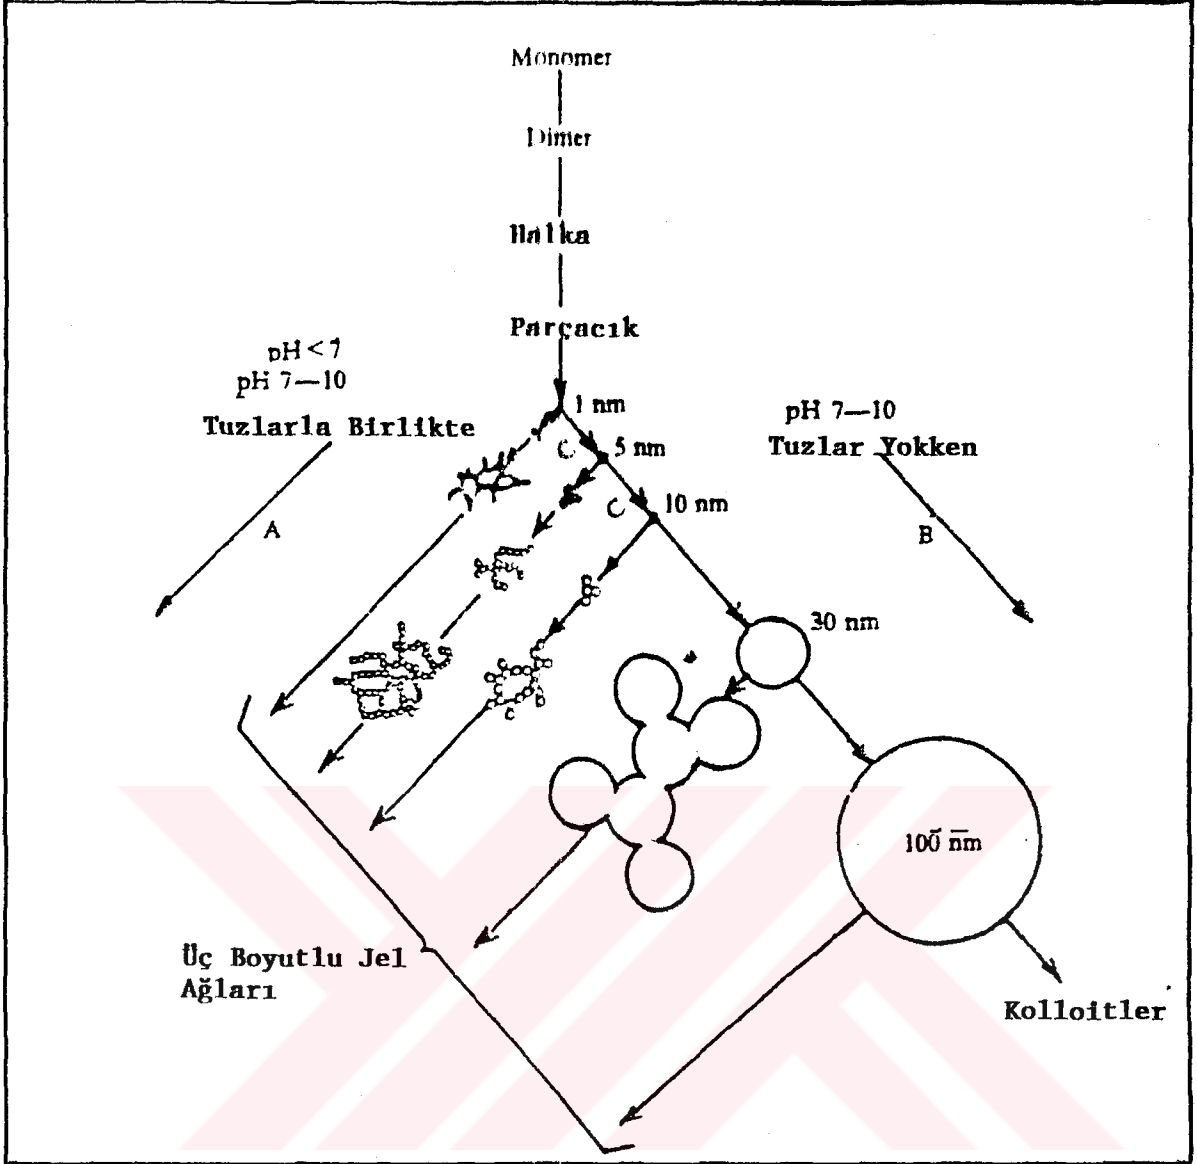 Monomer
Dimer
Halka
Parçacık
pH < 7
pH 7—10
Tuzlarla Birlikte
A
1 nm
C
5 nm
C
10 nm
pH 7—10
Tuzlar Yokken
B
30 nm
100 nm
Üç Boyutlu Jel
Ağları
Kolloitler